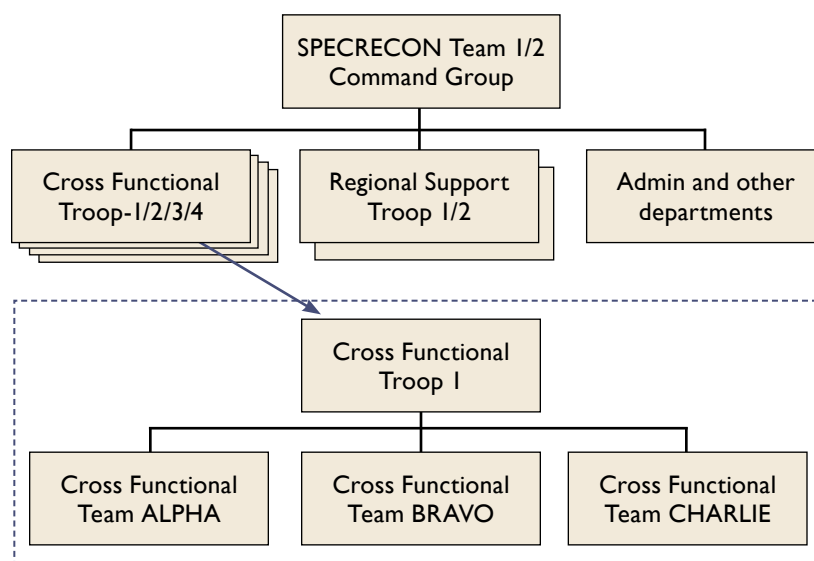 SPECRECON Team 1/2
Command Group
Cross Functional
Troop-1/2/3/4
Regional Support
Troop 1/2
Admin and other
departments
Cross Functional
Troop 1
Cross Functional
Team ALPHA
Cross Functional
Team BRAVO
Cross Functional
Team CHARLIE